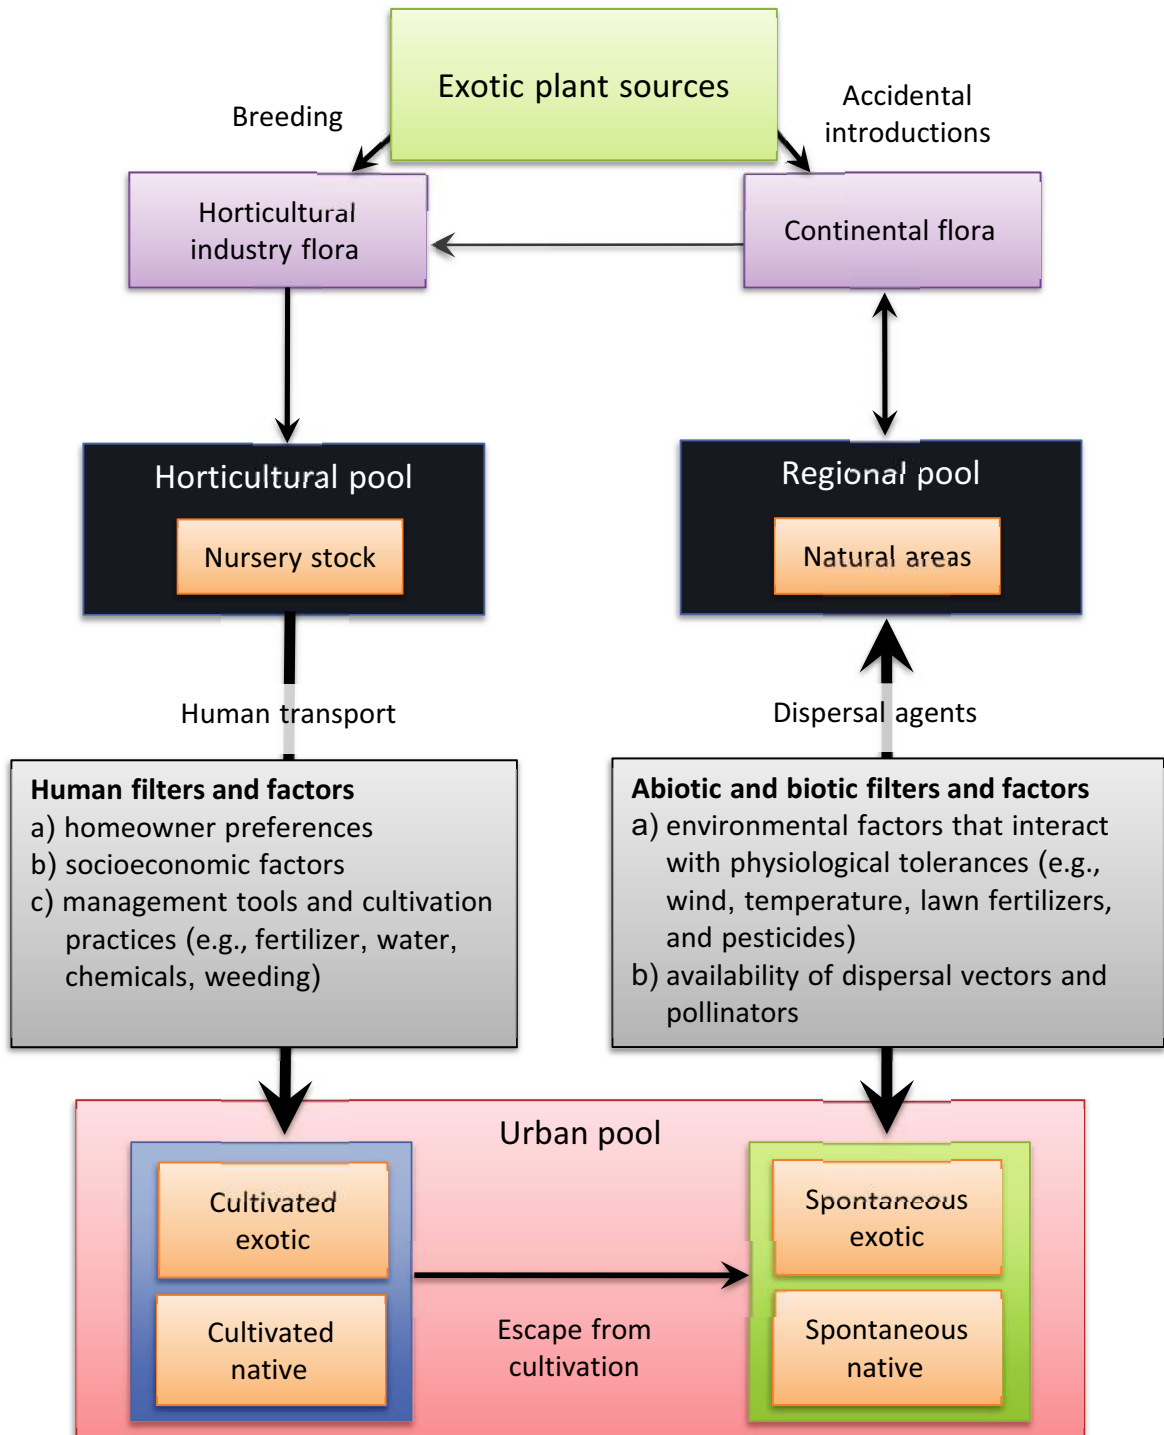 Exotic plant sources
Breeding
Accidental
introductions
Horticultural
industry flora
Continental flora
Horticultural pool
Nursery stock
Regional pool
Natural areas
Human transport
Dispersal agents
Human filters and factors
a) homeowner preferences
b) socioeconomic factors
c) management tools and cultivation
practices (e.g., fertilizer, water,
chemicals, weeding)
Abiotic and biotic filters and factors
a) environmental factors that interact
with physiological tolerances (e.g.,
wind, temperature, lawn fertilizers,
and pesticides)
b) availability of dispersal vectors and
pollinators
Urban pool
Cultivated
exotic
Cultivated
native
Escape from
cultivation
Spontaneous
exotic
Spontaneous
native